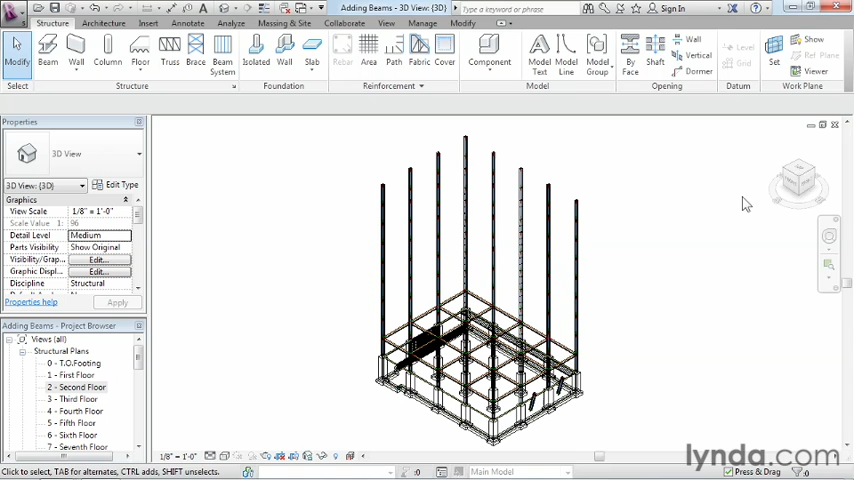 Adding Beams - 3D View: {3D}
Type a keyword or phrase
Sign In
Structure Architecture Insert Annotate Analyze Massing & Site Collaborate View Manage Modify
Modify Beam Wall Column Floor Truss Brace Beam System Isolated Wall Slab Rebar Area Path Fabric Cover Component Model Text Model Line Model Group By Face Shaft Wall Vertical Dormer Level Grid Set Show Ref Plane Viewer
Select Structure Foundation Reinforcement Model Opening Datum Work Plane
Properties
3D View
3D View: {3D} Edit Type
Graphics
View Scale 1/8" = 1'-0"
Scale Value 1: 96
Detail Level Medium
Parts Visibility Show Original
Visibility/Grap... Edit...
Graphic Displ... Edit...
Discipline Structural
Properties help Apply
Adding Beams - Project Browser
Views (all)
Structural Plans
0 - T.O.Footing
1 - First Floor
2 - Second Floor
3 - Third Floor
4 - Fourth Floor
5 - Fifth Floor
6 - Sixth Floor
7 - Seventh Floor
1/8" = 1'-0"
lynda.com
Click to select, TAB for alternates, CTRL adds, SHIFT unselects. :0 Main Model Press & Drag :0